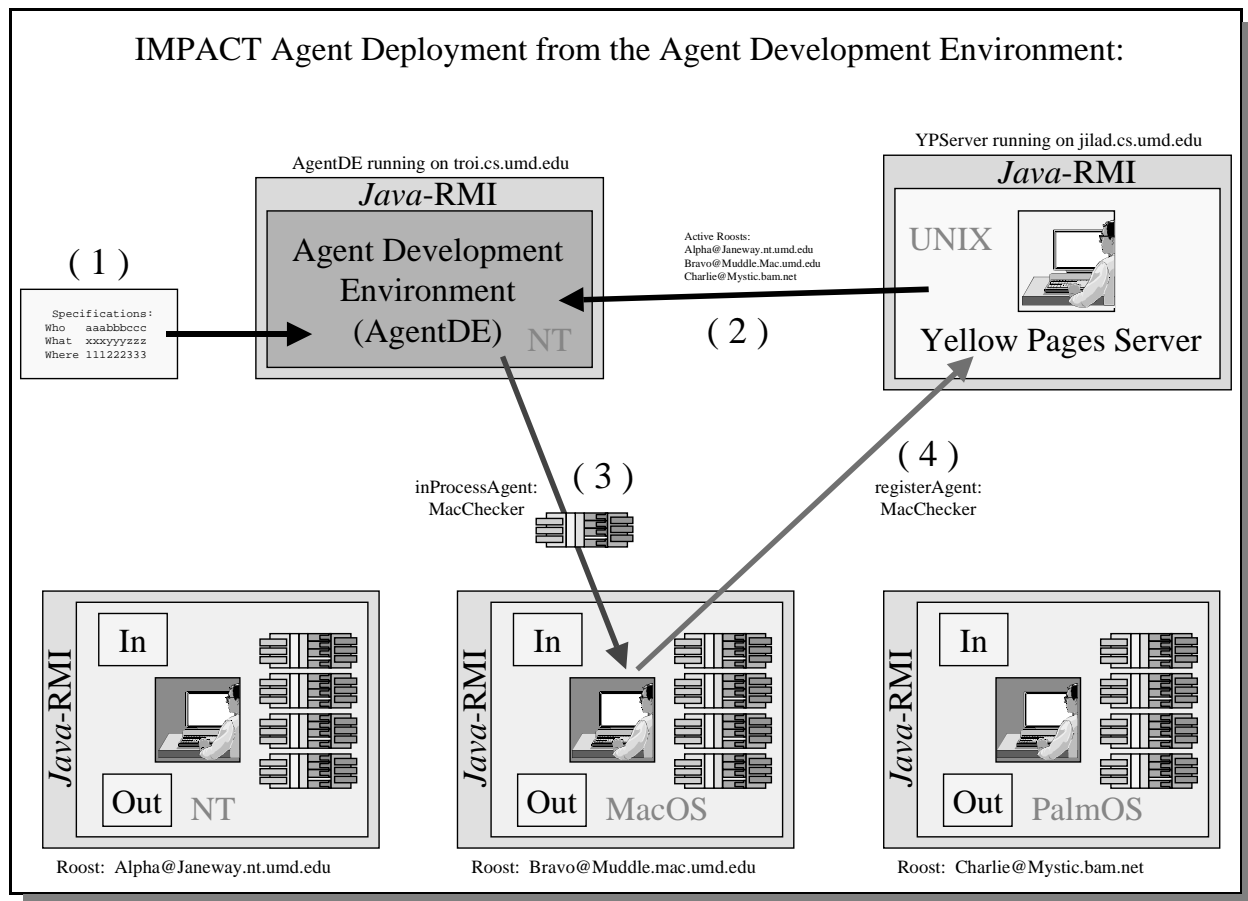 IMPACT Agent Deployment from the Agent Development Environment:
YPServer running on jilad.cs.umd.edu
AgentDE running on troi.cs.umd.edu
Java-RMI
Java-RMI
Agent Development
Environment
(AgentDE)
NT
( 1 )
Specifications:
Who aaabbbccc
What xxxyyyzzz
Where 111222333
Active Roosts:
Alpha@Janeway.nt.umd.edu
Bravo@Muddle.Mac.umd.edu
Charlie@Mystic.bam.net
( 2 )
UNIX
Yellow Pages Server
( 3 )
inProcessAgent:
MacChecker
( 4 )
registerAgent:
MacChecker
Java-RMI
In
Out
NT
Roost: Alpha@Janeway.nt.umd.edu
Java-RMI
In
Out
MacOS
Roost: Bravo@Muddle.mac.umd.edu
Java-RMI
In
Out
PalmOS
Roost: Charlie@Mystic.bam.net